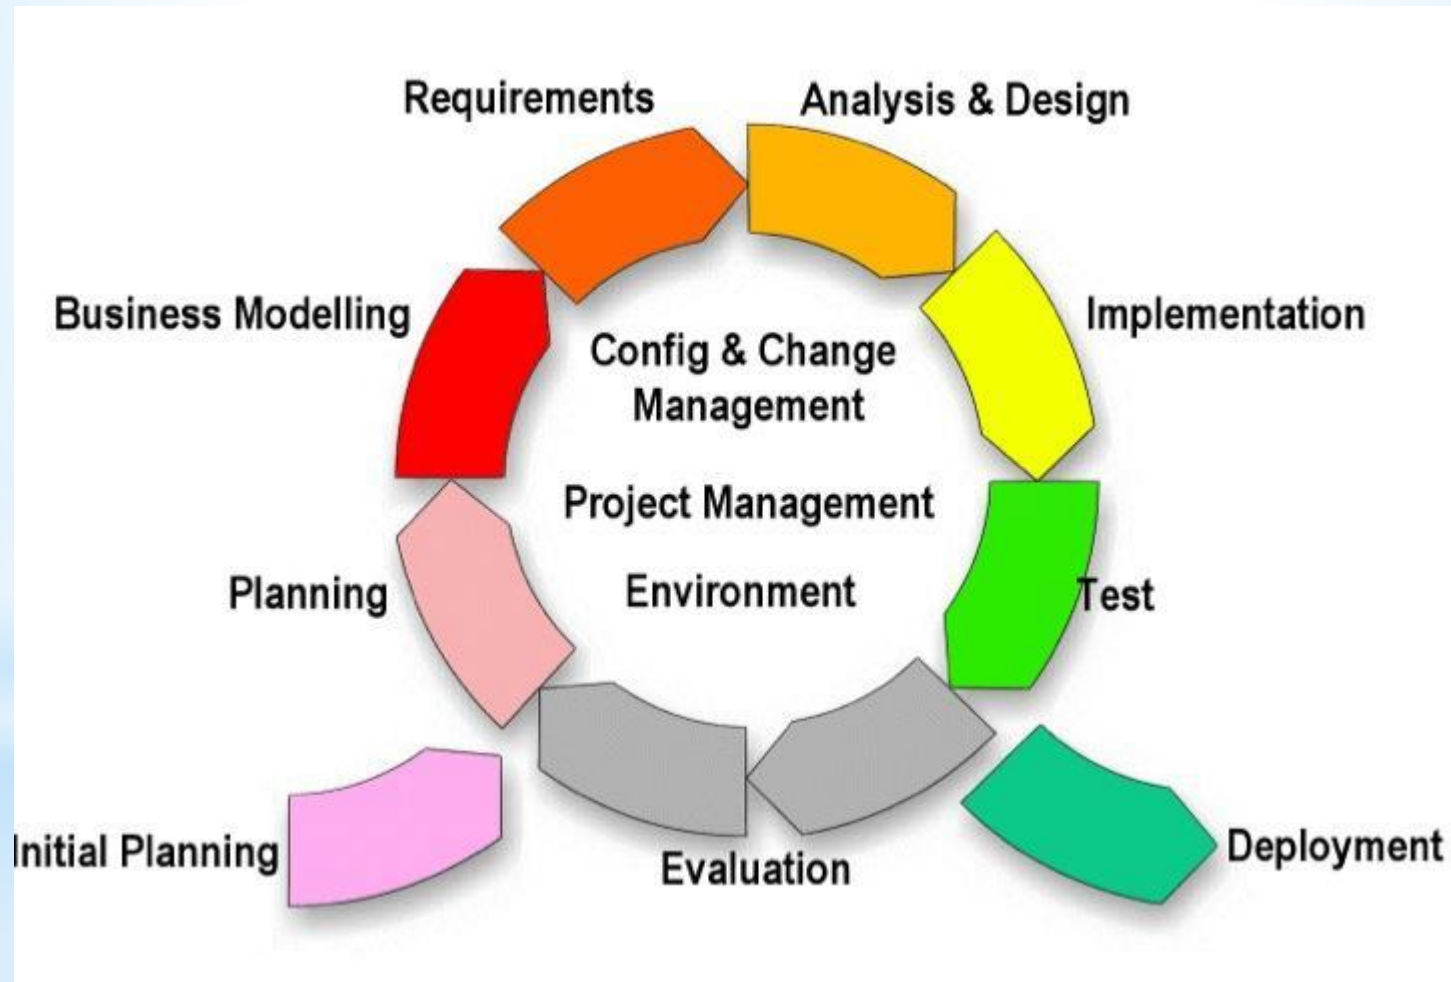 Requirements
Analysis & Design
Business Modelling
Implementation
Config & Change
Management
Project Management
Planning
Environment
Test
Initial Planning
Evaluation
Deployment